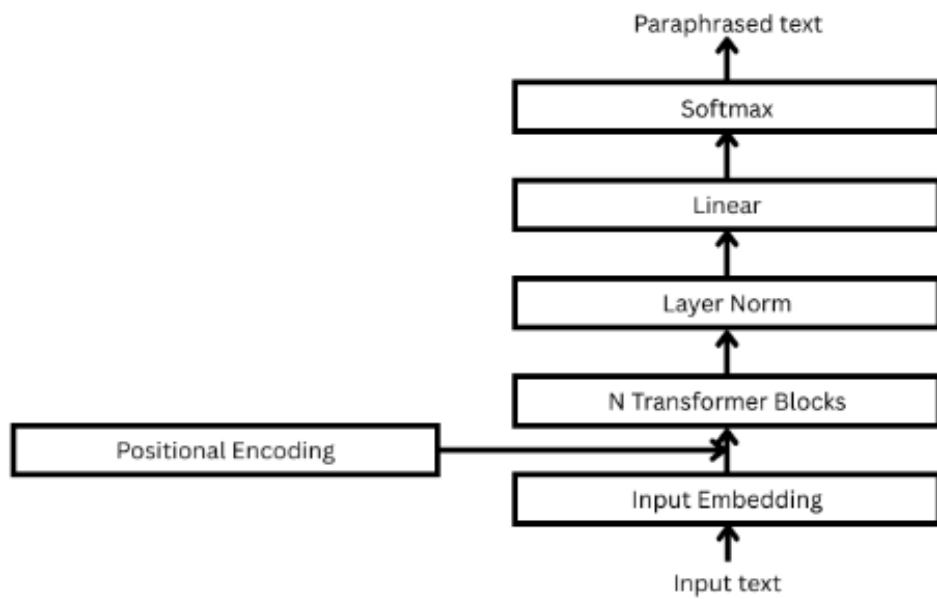 Paraphrased text
Softmax
Linear
Layer Norm
N Transformer Blocks
Positional Encoding
Input Embedding
Input text